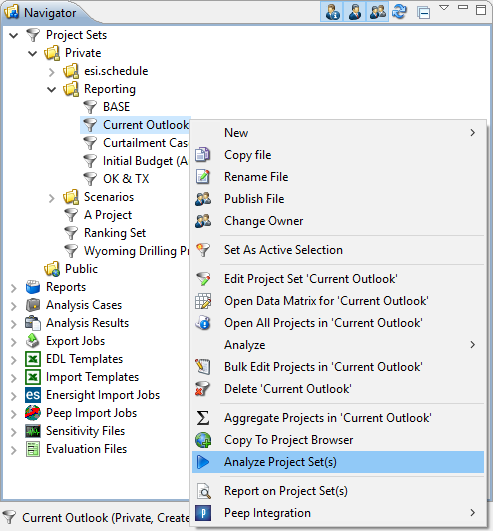 Navigator
Project Sets
Private
esi.schedule
Reporting
BASE
Current Outlook
Curtailment Cas
Initial Budget (A
OK & TX
Scenarios
A Project
Ranking Set
Wyoming Drilling Pr
Public
Reports
Analysis Cases
Analysis Results
Export Jobs
EDL Templates
Import Templates
Enersight Import Jobs
Peep Import Jobs
Sensitivity Files
Evaluation Files
New
Copy file
Rename File
Publish File
Change Owner
Set As Active Selection
Edit Project Set 'Current Outlook'
Open Data Matrix for 'Current Outlook'
Open All Projects in 'Current Outlook'
Analyze
Bulk Edit Projects in 'Current Outlook'
Delete 'Current Outlook'
Aggregate Projects in 'Current Outlook'
Copy To Project Browser
Analyze Project Set(s)
Report on Project Set(s)
Peep Integration
Current Outlook (Private, Create